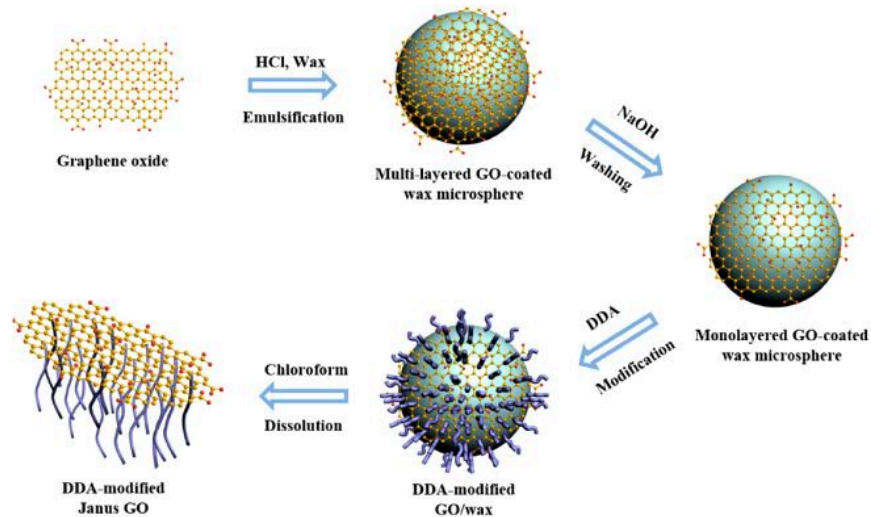 Graphene oxide
HCl, Wax
Emulsification
Multi-layered GO-coated
wax microsphere
NaOH
Washing
Monolayered GO-coated
wax microsphere
DDA
Modification
DDA-modified
GO/wax
Chloroform
Dissolution
DDA-modified
Janus GO